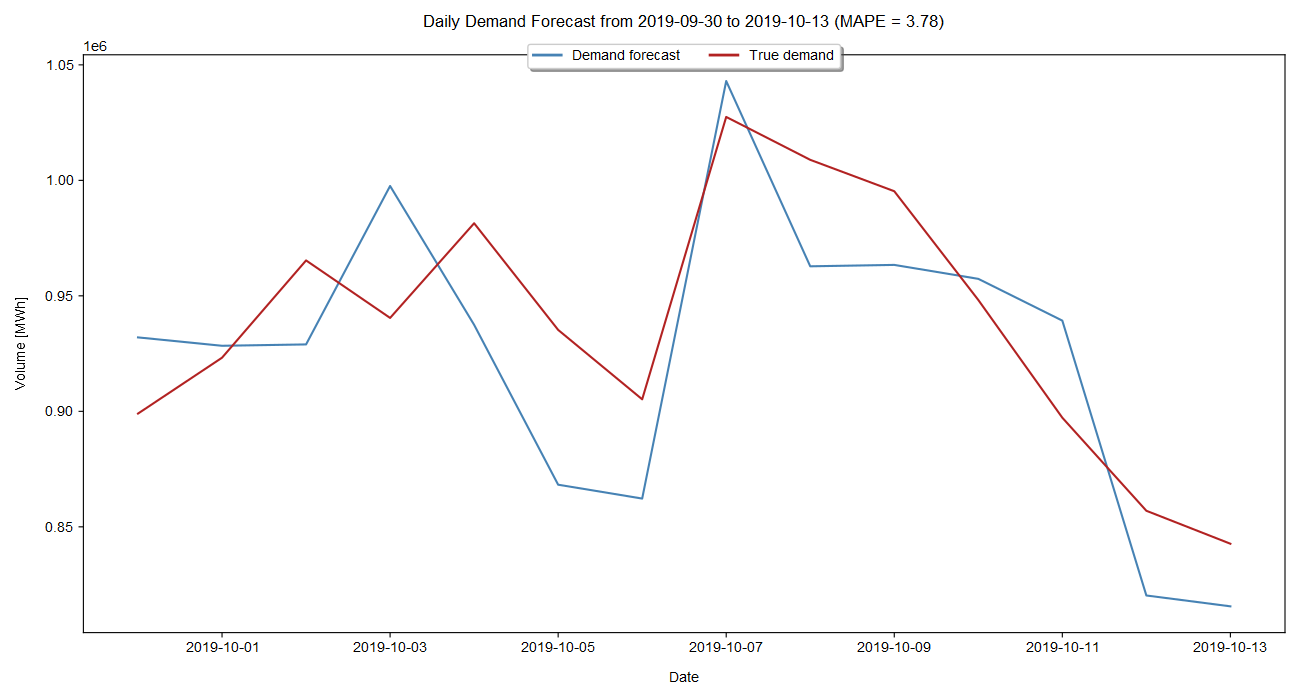 Daily Demand Forecast from 2019-09-30 to 2019-10-13 (MAPE = 3.78)
1e6
Demand forecast
True demand
1.05
1.00
0.95
0.90
0.85
Volume [MWh]
2019-10-01
2019-10-03
2019-10-05
2019-10-07
2019-10-09
2019-10-11
2019-10-13
Date